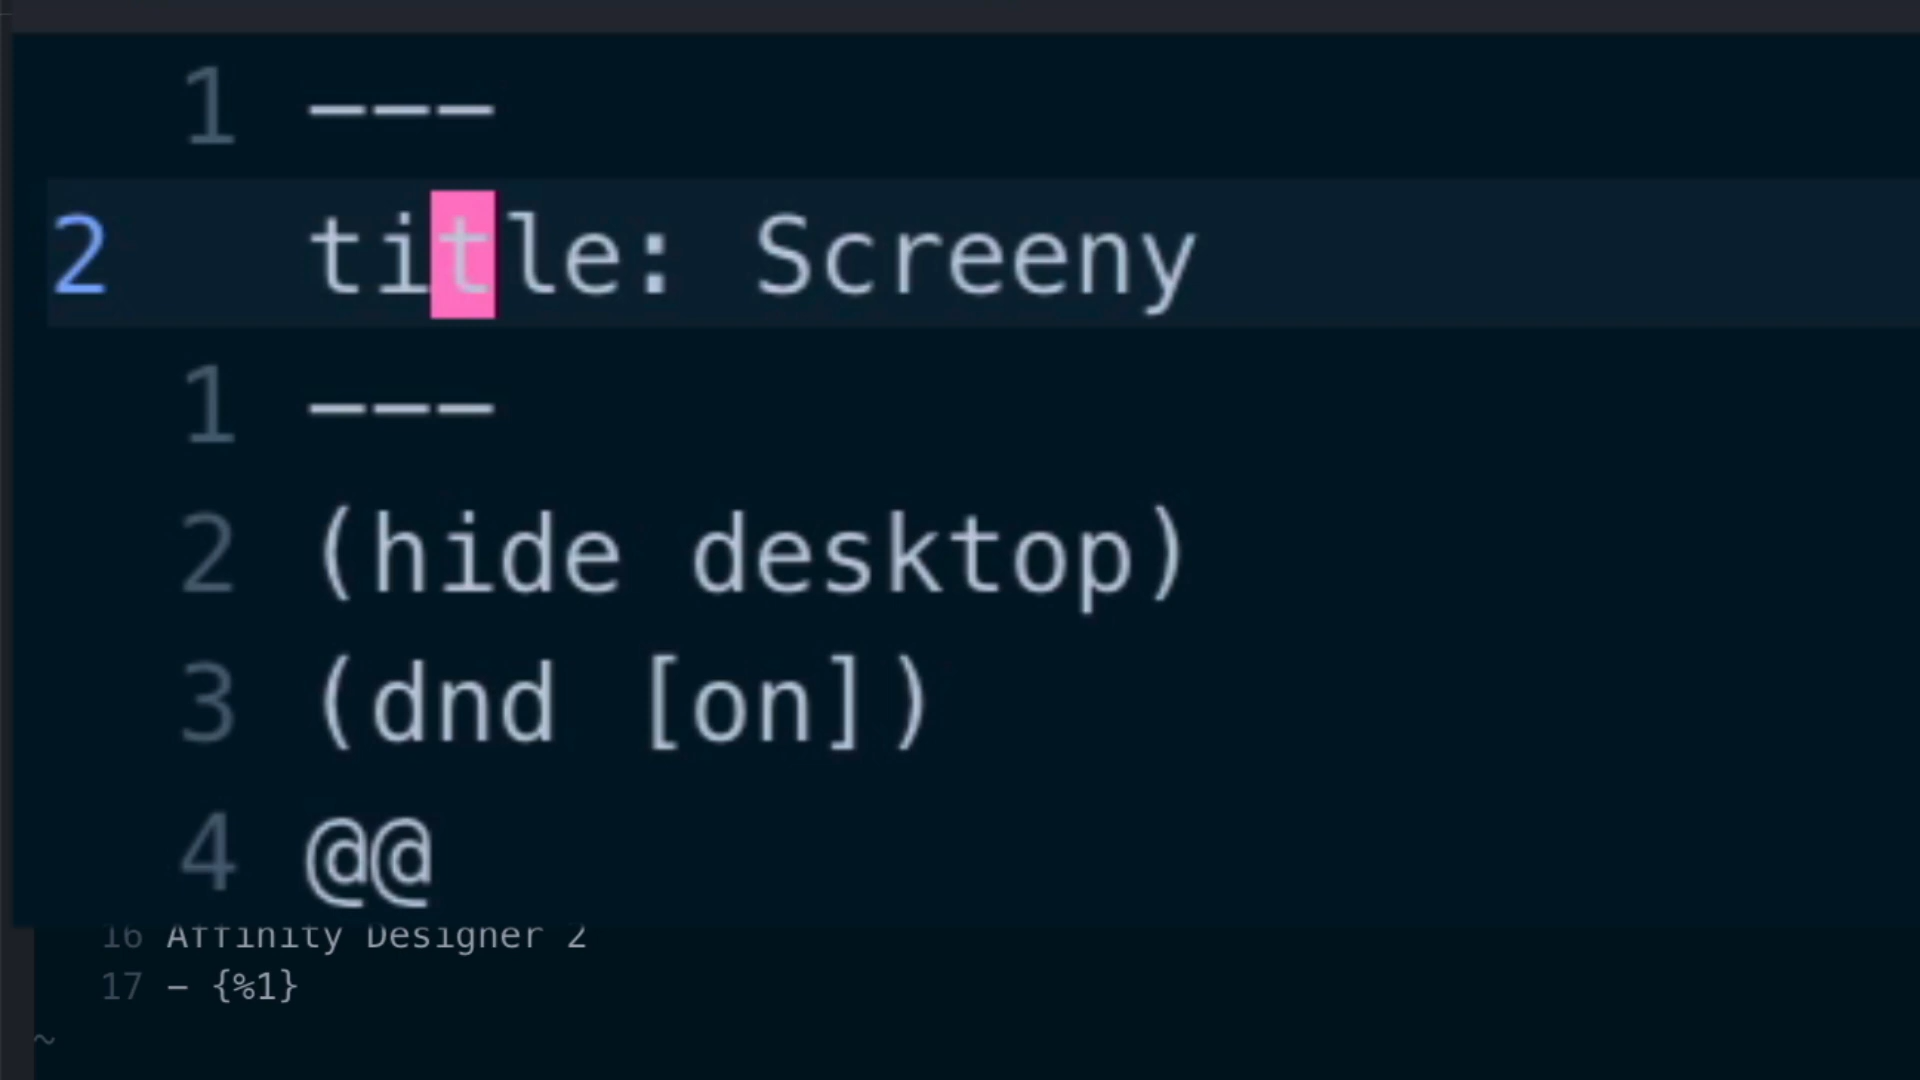 1 ---
2 title: Screeny
1 ---
2 (hide desktop)
3 (dnd [on])
4 @@
16 Affinity Designer 2
17 - {%1}
~